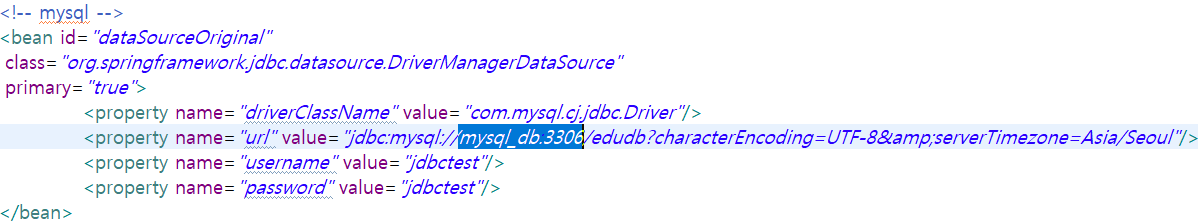 <!-- mysql -->
<bean id="dataSourceOriginal"
class="org.springframework.jdbc.datasource.DriverManagerDataSource"
primary="true">
<property name="driverClassName" value="com.mysql.cj.jdbc.Driver"/>
<property name="url" value="jdbc:mysql://mysql_db:3306/edudb?characterEncoding=UTF-8&amp;serverTimezone=Asia/Seoul"/>
<property name="username" value="jdbctest"/>
<property name="password" value="jdbctest"/>
</bean>